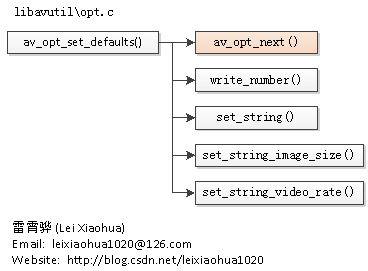 libavutil\opt.c
av_opt_set_defaults()
av_opt_next()
write_number()
set_string()
set_string_image_size()
set_string_video_rate()
雷霄骅 (Lei Xiaohua)
Email: leixiaohua1020@126.com
Website: http://blog.csdn.net/leixiaohua1020